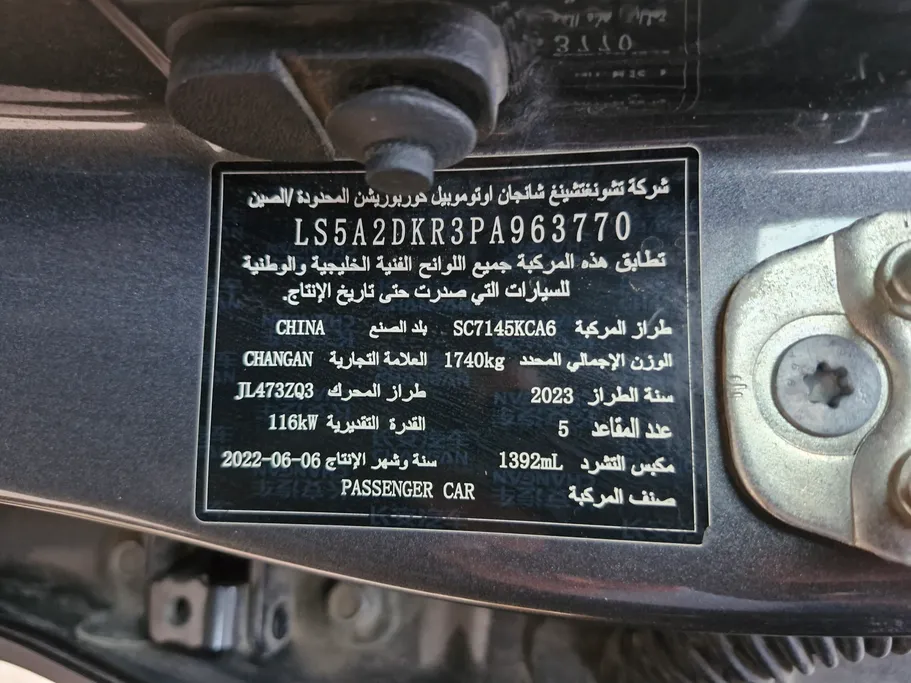 شركة تشونغتشينغ شانجان اوتوموبيل كوربوريشن المحدودة/الصين
LS5A2DKR3PA963770
تطابق هذه المركبة جميع اللوائح الفنية الخليجية والوطنية
للسيارات التي صدرت حتى تاريخ الإنتاج.
طراز المركبة SC7145KCA6 بلد الصنع CHINA
الوزن الإجمالي المحدد 1740kg العلامة التجارية CHANGAN
سنة الطراز 2023 طراز المحرك JL473ZQ3
عدد المقاعد 5 القدرة التقديرية 116kW
مكبس التشرد 1392mL سنة وشهر الإنتاج 2022-06-06
صنف المركبة PASSENGER CAR